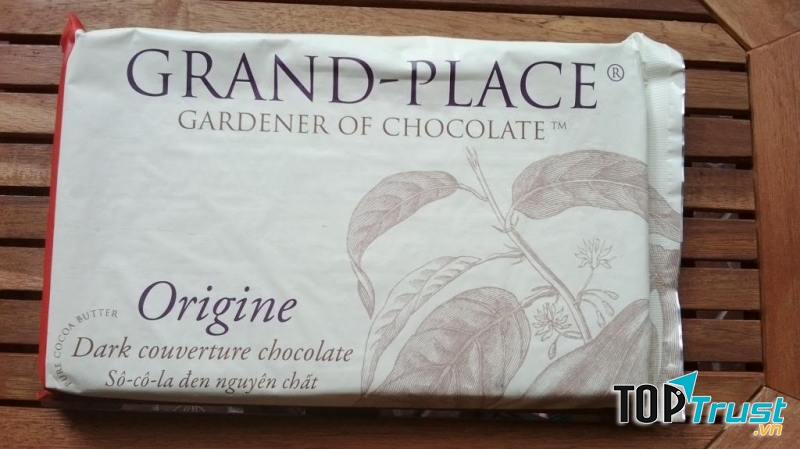 GRAND-PLACE®
GARDENER OF CHOCOLATE™
Origine
PURE COCOA BUTTER
Dark couverture chocolate
Sô-cô-la đen nguyên chất
TOPTrust.vn